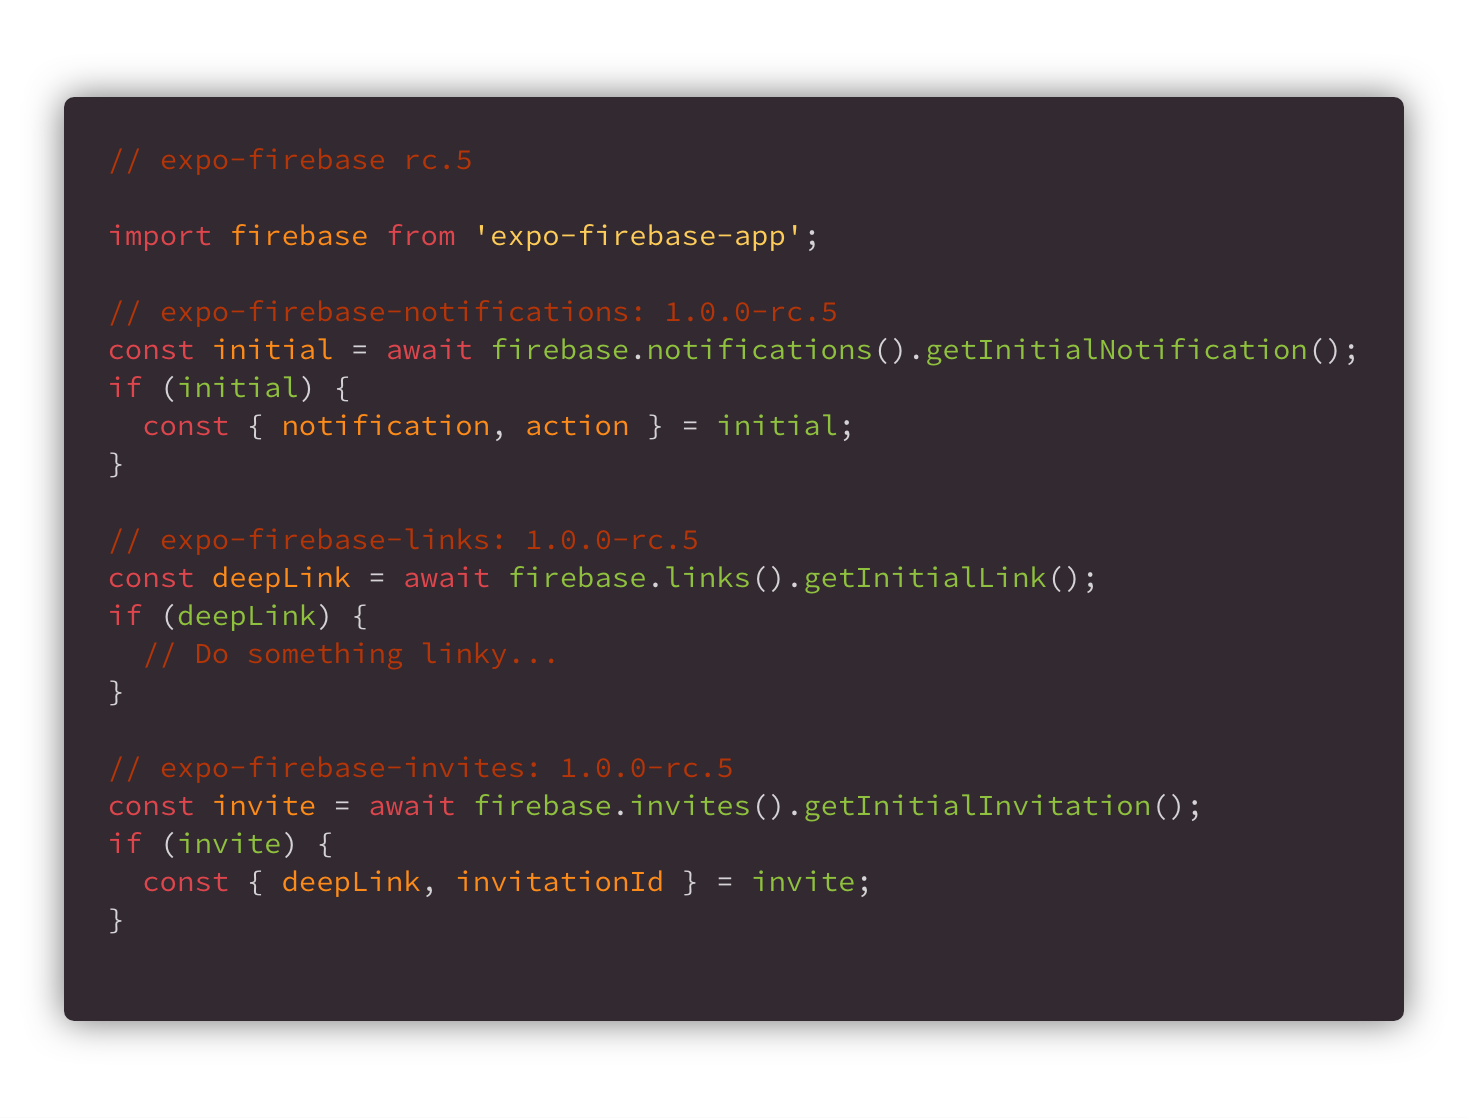 // expo-firebase rc.5
import firebase from 'expo-firebase-app';
// expo-firebase-notifications: 1.0.0-rc.5
const initial = await firebase.notifications().getInitialNotification();
if (initial) {
  const { notification, action } = initial;
}
// expo-firebase-links: 1.0.0-rc.5
const deepLink = await firebase.links().getInitialLink();
if (deepLink) {
  // Do something linky...
}
// expo-firebase-invites: 1.0.0-rc.5
const invite = await firebase.invites().getInitialInvitation();
if (invite) {
  const { deepLink, invitationId } = invite;
}